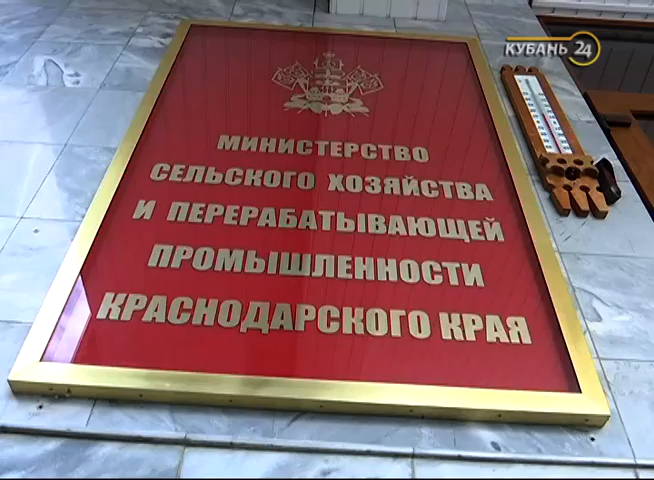 КУБАНЬ 24
МИНИСТЕРСТВО
СЕЛЬСКОГО ХОЗЯЙСТВА
И ПЕРЕРАБАТЫВАЮЩЕЙ
ПРОМЫШЛЕННОСТИ
КРАСНОДАРСКОГО КРАЯ